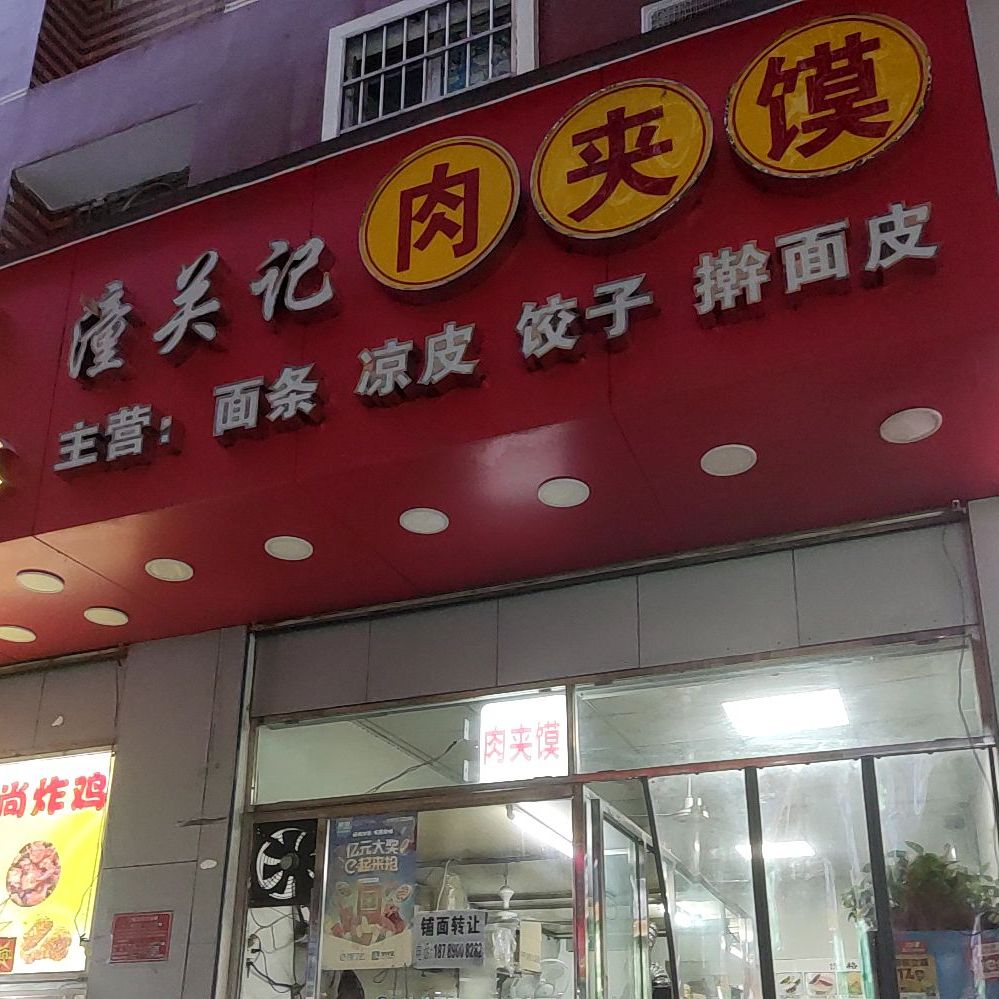 潼关记 肉夹馍
主营：面条 凉皮 饺子 擀面皮
肉夹馍
尚炸鸡
亿元大奖
e起来抢
铺面转让